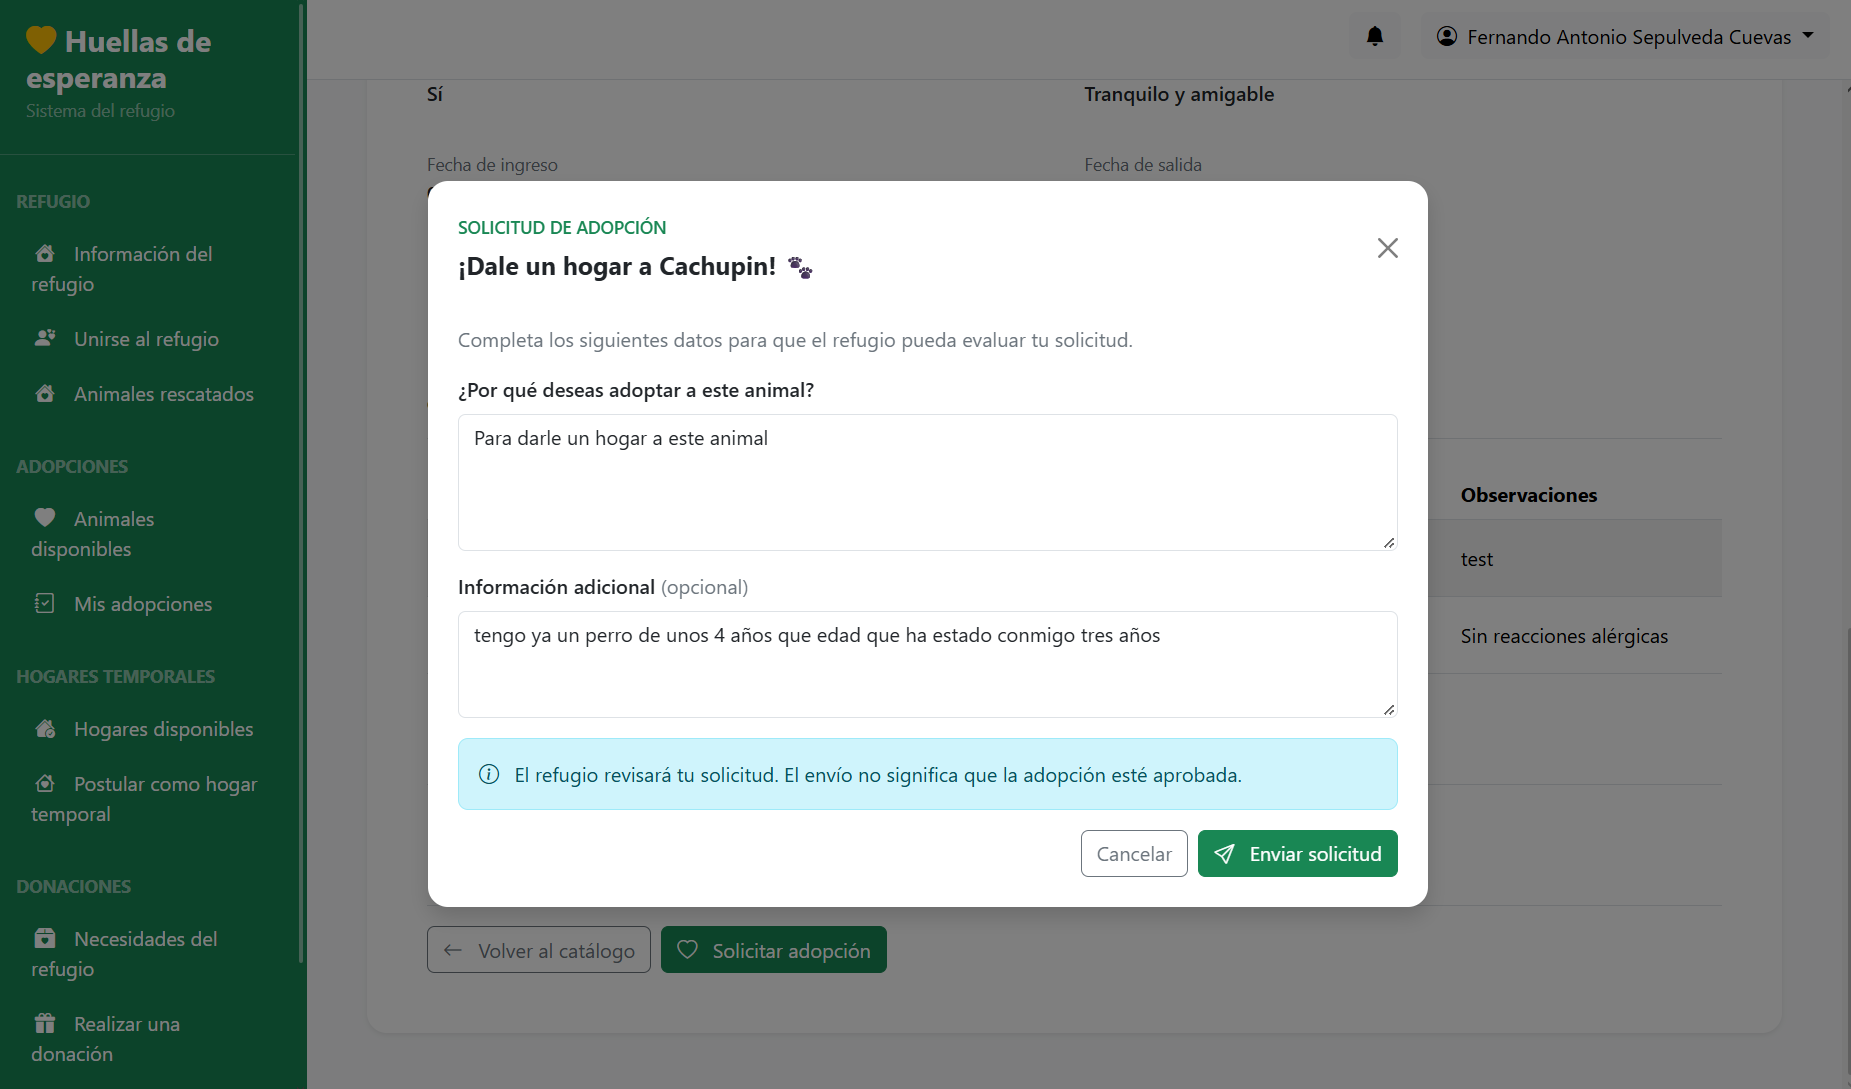 Huellas de
esperanza
Sistema del refugio
REFUGIO
Información del
refugio
Unirse al refugio
Animales rescatados
ADOPCIONES
Animales
disponibles
Mis adopciones
HOGARES TEMPORALES
Hogares disponibles
Postular como hogar
temporal
DONACIONES
Necesidades del
refugio
Realizar una
donación
Fernando Antonio Sepulveda Cuevas
Sí
Tranquilo y amigable
Fecha de ingreso
Fecha de salida
SOLICITUD DE ADOPCIÓN
¡Dale un hogar a Cachupin!
Completa los siguientes datos para que el refugio pueda evaluar tu solicitud.
¿Por qué deseas adoptar a este animal?
Para darle un hogar a este animal
Información adicional (opcional)
tengo ya un perro de unos 4 años que edad que ha estado conmigo tres años
El refugio revisará tu solicitud. El envío no significa que la adopción esté aprobada.
Cancelar
Enviar solicitud
Observaciones
test
Sin reacciones alérgicas
Volver al catálogo
Solicitar adopción